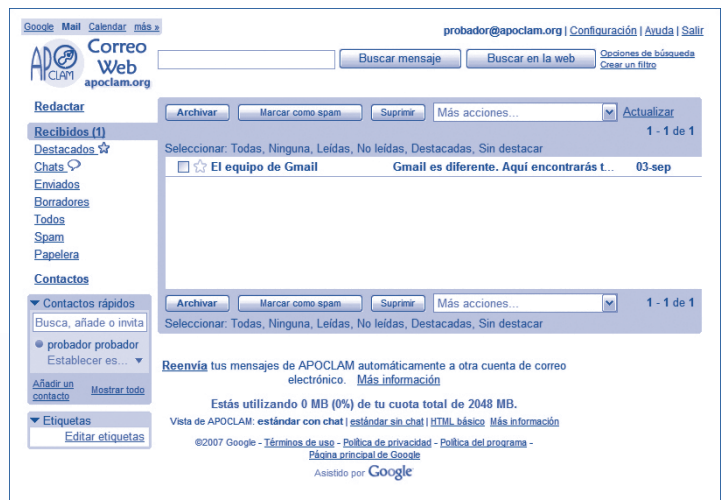 Google Mail Calendar más »
probador@apoclam.org | Configuración | Ayuda | Salir
APO CLAM
Correo
Web
apoclam.org
Buscar mensaje
Buscar en la web
Opciones de búsqueda
Crear un filtro
Redactar
Recibidos (1)
Destacados
Chats
Enviados
Borradores
Todos
Spam
Papelera
Contactos
Contactos rápidos
Busca, añade o invita
probador probador
Establecer es...
Añadir un
contacto
Mostrar todo
Etiquetas
Editar etiquetas
Archivar Marcar como spam Suprimir Más acciones... Actualizar
1 - 1 de 1
Seleccionar: Todas, Ninguna, Leídas, No leídas, Destacadas, Sin destacar
El equipo de Gmail Gmail es diferente. Aquí encontrarás t... 03-sep
Archivar Marcar como spam Suprimir Más acciones... 1 - 1 de 1
Seleccionar: Todas, Ninguna, Leídas, No leídas, Destacadas, Sin destacar
Reenvía tus mensajes de APOCLAM automáticamente a otra cuenta de correo
electrónico. Más información
Estás utilizando 0 MB (0%) de tu cuota total de 2048 MB.
Vista de APOCLAM: estándar con chat | estándar sin chat | HTML básico Más información
©2007 Google - Términos de uso - Política de privacidad - Política del programa -
Página principal de Google
Asistido por Google